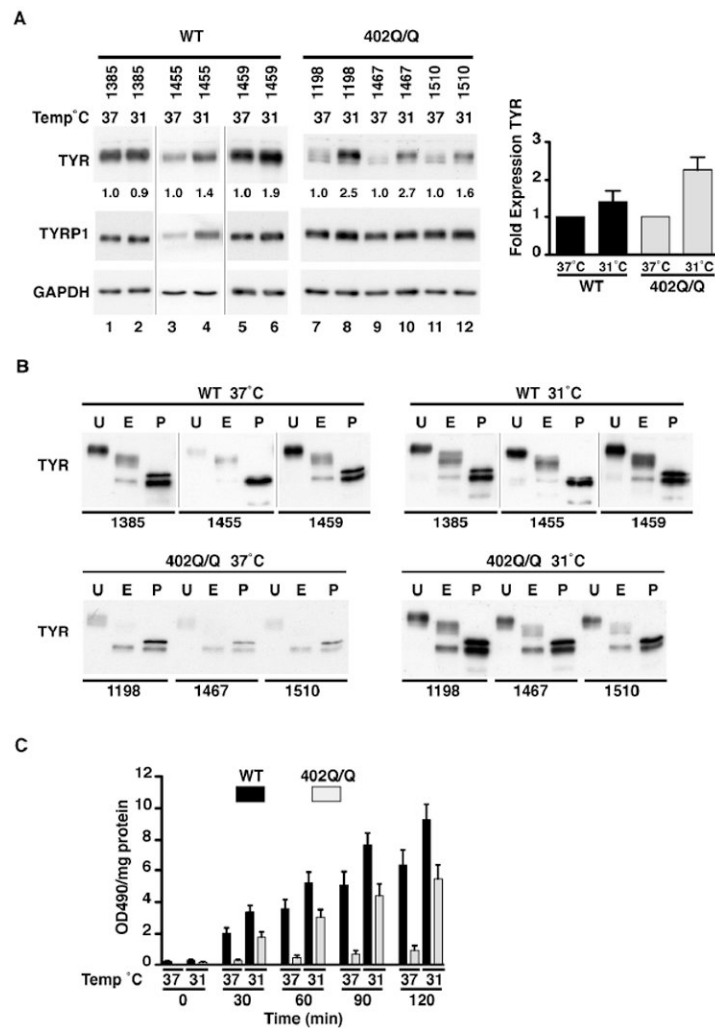 A
WT
402Q/Q
1385 1385 1455 1455 1459 1459 1198 1198 1467 1467 1510 1510
Temp°C 37 31 37 31 37 31 37 31 37 31 37 31
TYR
1.0 0.9 1.0 1.4 1.0 1.9 1.0 2.5 1.0 2.7 1.0 1.6
TYRP1
GAPDH
1 2 3 4 5 6 7 8 9 10 11 12
Fold Expression TYR
3
2
1
0
37°C 31°C 37°C 31°C
WT 402Q/Q
B
WT 37°C WT 31°C
U E P U E P U E P U E P U E P U E P
TYR
1385 1455 1459 1385 1455 1459
402Q/Q 37°C 402Q/Q 31°C
U E P U E P U E P U E P U E P U E P
TYR
1198 1467 1510 1198 1467 1510
C
WT 402Q/Q
OD490/mg protein
12
10
8
6
4
2
0
Temp °C 37 31 37 31 37 31 37 31 37 31
0 30 60 90 120
Time (min)